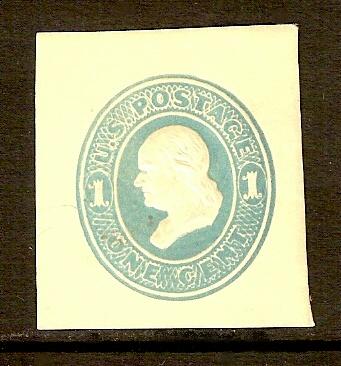 U.S. POSTAGE
1 1
ONE CENT